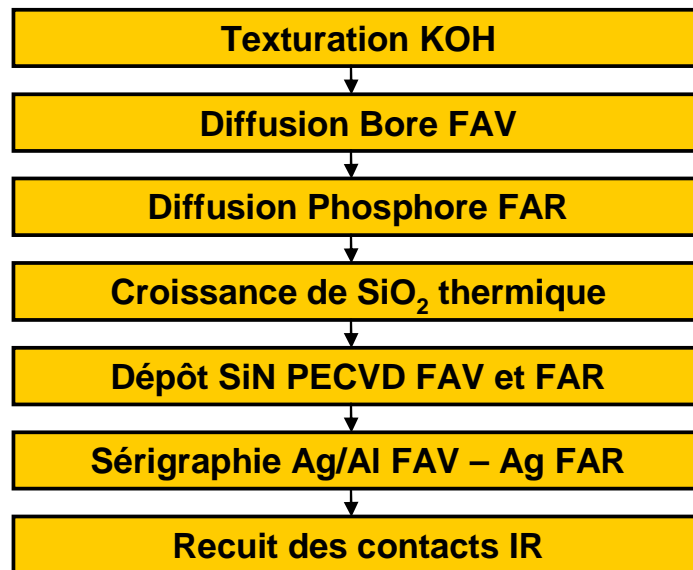 Texturation KOH
Diffusion Bore FAV
Diffusion Phosphore FAR
Croissance de SiO₂ thermique
Dépôt SiN PECVD FAV et FAR
Sérigraphie Ag/Al FAV – Ag FAR
Recuit des contacts IR